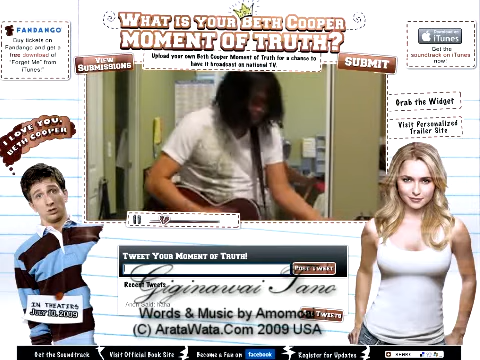 What is Your Beth Cooper
Moment of Truth?
Fandango
Buy tickets on
Fandango and get a
free download of
"Forget Me" from
iTunes
View
Submissions
Upload your own Beth Cooper Moment of Truth for a chance to
have it broadcast on national TV.
Submit
Download on
iTunes
Get the
soundtrack on iTunes
now!
Grab the Widget
Visit Personalized
Trailer Site
I Love You,
Beth Cooper
Tweet Your Moment of Truth!
Post Tweet
Recent Tweets
Giginawai Sano
Words & Music by Amomo
(C) ArataWata.Com 2009 USA
Tweets
In Theaters
July 10, 2009
Get the Soundtrack
Visit Official Book Site
Become a Fan on facebook
Register for Updates
Share